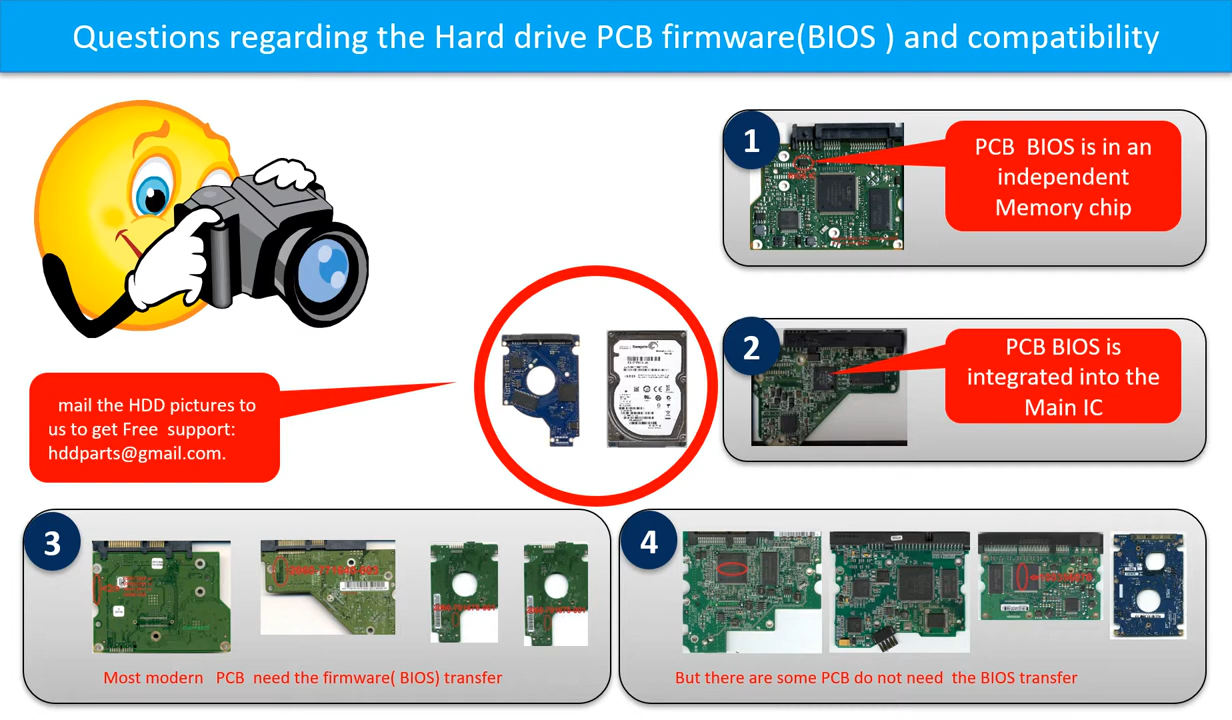 Questions regarding the Hard drive PCB firmware(BIOS ) and compatibility
1
PCB BIOS is in an
independent
Memory chip
2
PCB BIOS is
integrated into the
Main IC
Seagate
mail the HDD pictures to
us to get Free support:
hddparts@gmail.com.
3
Most modern PCB need the firmware( BIOS) transfer
4
But there are some PCB do not need the BIOS transfer